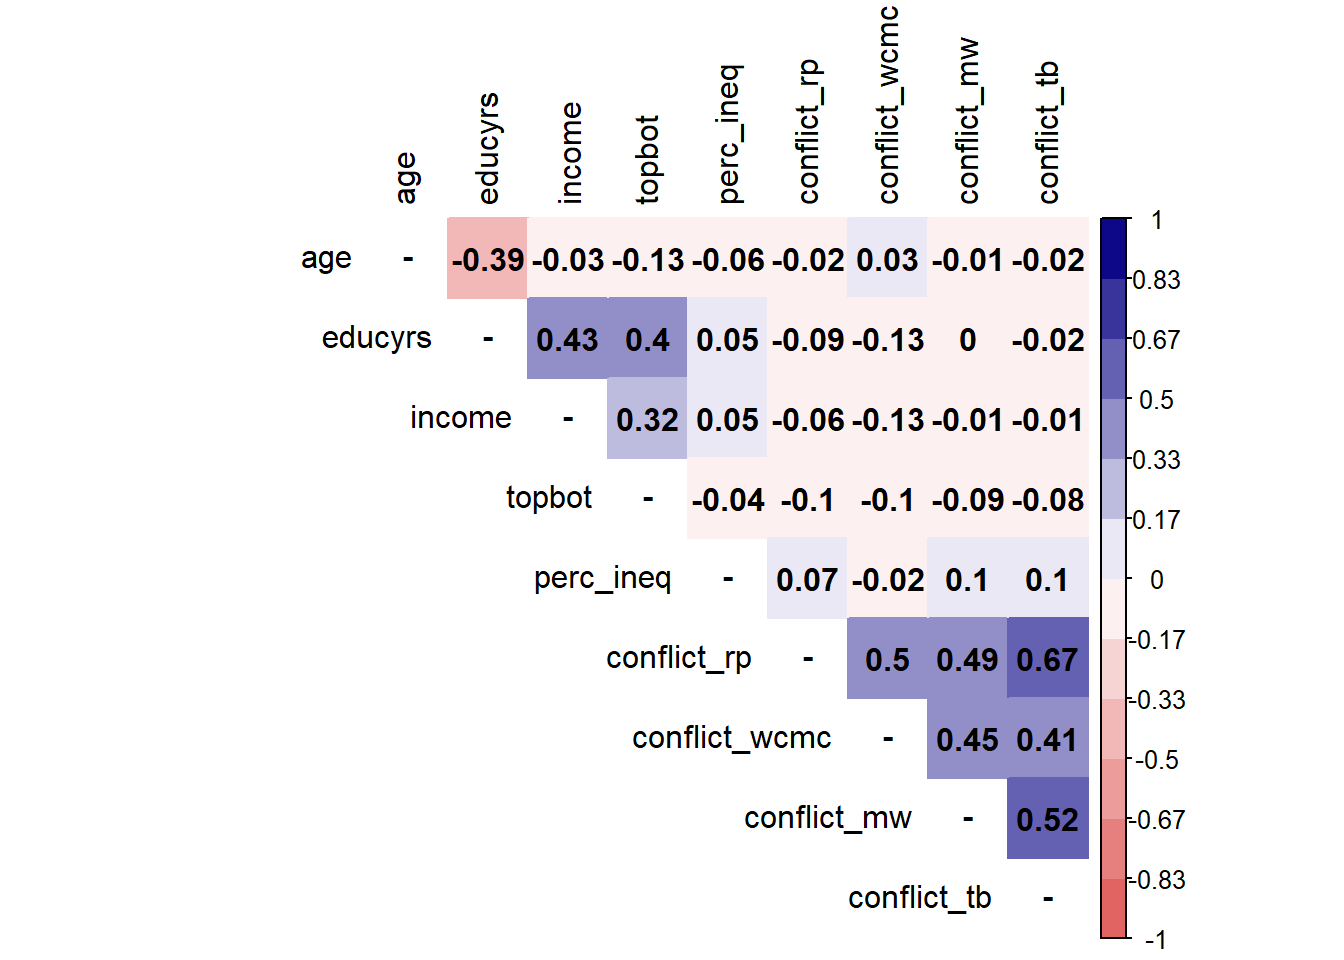 age educyrs income topbot perc_ineq conflict_rp conflict_wcmc conflict_mw conflict_tb
age - -0.39 -0.03 -0.13 -0.06 -0.02 0.03 -0.01 -0.02
educyrs - 0.43 0.4 0.05 -0.09 -0.13 0 -0.02
income - 0.32 0.05 -0.06 -0.13 -0.01 -0.01
topbot - -0.04 -0.1 -0.1 -0.09 -0.08
perc_ineq - 0.07 -0.02 0.1 0.1
conflict_rp - 0.5 0.49 0.67
conflict_wcmc - 0.45 0.41
conflict_mw - 0.52
conflict_tb -
1
0.83
0.67
0.5
0.33
0.17
0
-0.17
-0.33
-0.5
-0.67
-0.83
-1